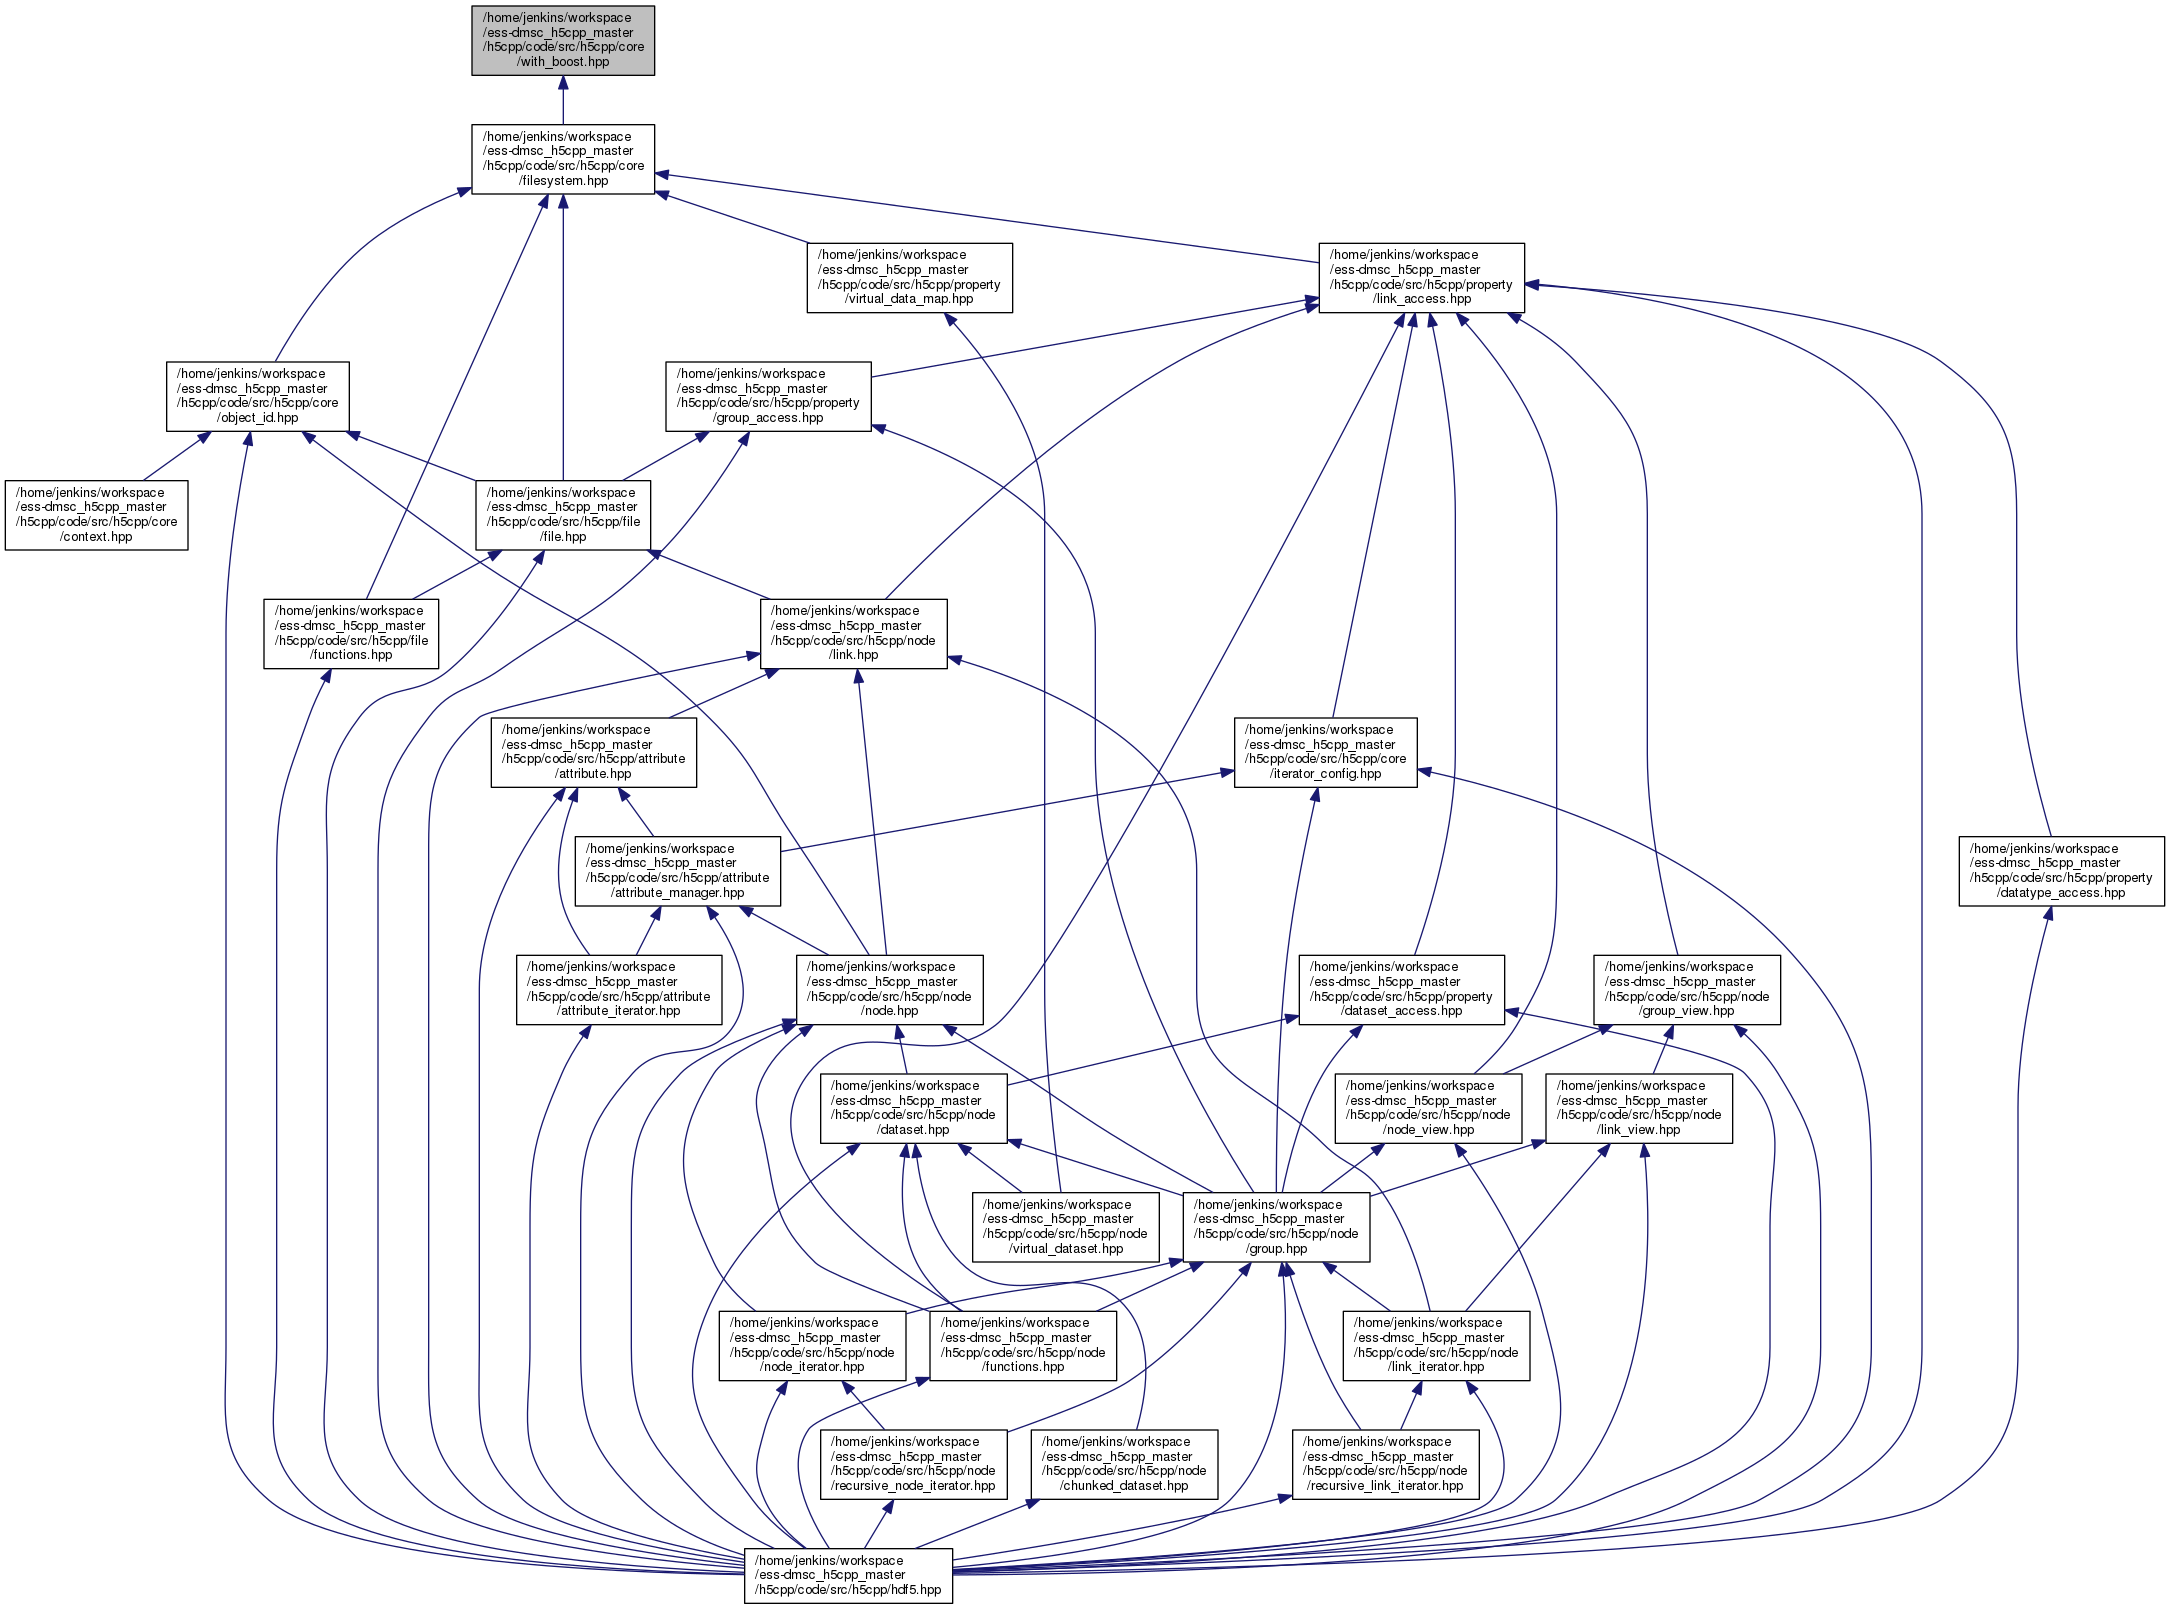 /home/jenkins/workspace
/ess-dmsc_h5cpp_master
/h5cpp/code/src/h5cpp/core
/with_boost.hpp
/home/jenkins/workspace
/ess-dmsc_h5cpp_master
/h5cpp/code/src/h5cpp/core
/filesystem.hpp
/home/jenkins/workspace
/ess-dmsc_h5cpp_master
/h5cpp/code/src/h5cpp/property
/virtual_data_map.hpp
/home/jenkins/workspace
/ess-dmsc_h5cpp_master
/h5cpp/code/src/h5cpp/property
/link_access.hpp
/home/jenkins/workspace
/ess-dmsc_h5cpp_master
/h5cpp/code/src/h5cpp/core
/object_id.hpp
/home/jenkins/workspace
/ess-dmsc_h5cpp_master
/h5cpp/code/src/h5cpp/property
/group_access.hpp
/home/jenkins/workspace
/ess-dmsc_h5cpp_master
/h5cpp/code/src/h5cpp/core
/context.hpp
/home/jenkins/workspace
/ess-dmsc_h5cpp_master
/h5cpp/code/src/h5cpp/file
/file.hpp
/home/jenkins/workspace
/ess-dmsc_h5cpp_master
/h5cpp/code/src/h5cpp/file
/functions.hpp
/home/jenkins/workspace
/ess-dmsc_h5cpp_master
/h5cpp/code/src/h5cpp/node
/link.hpp
/home/jenkins/workspace
/ess-dmsc_h5cpp_master
/h5cpp/code/src/h5cpp/attribute
/attribute.hpp
/home/jenkins/workspace
/ess-dmsc_h5cpp_master
/h5cpp/code/src/h5cpp/core
/iterator_config.hpp
/home/jenkins/workspace
/ess-dmsc_h5cpp_master
/h5cpp/code/src/h5cpp/attribute
/attribute_manager.hpp
/home/jenkins/workspace
/ess-dmsc_h5cpp_master
/h5cpp/code/src/h5cpp/property
/datatype_access.hpp
/home/jenkins/workspace
/ess-dmsc_h5cpp_master
/h5cpp/code/src/h5cpp/attribute
/attribute_iterator.hpp
/home/jenkins/workspace
/ess-dmsc_h5cpp_master
/h5cpp/code/src/h5cpp/node
/node.hpp
/home/jenkins/workspace
/ess-dmsc_h5cpp_master
/h5cpp/code/src/h5cpp/property
/dataset_access.hpp
/home/jenkins/workspace
/ess-dmsc_h5cpp_master
/h5cpp/code/src/h5cpp/node
/group_view.hpp
/home/jenkins/workspace
/ess-dmsc_h5cpp_master
/h5cpp/code/src/h5cpp/node
/dataset.hpp
/home/jenkins/workspace
/ess-dmsc_h5cpp_master
/h5cpp/code/src/h5cpp/node
/node_view.hpp
/home/jenkins/workspace
/ess-dmsc_h5cpp_master
/h5cpp/code/src/h5cpp/node
/link_view.hpp
/home/jenkins/workspace
/ess-dmsc_h5cpp_master
/h5cpp/code/src/h5cpp/node
/virtual_dataset.hpp
/home/jenkins/workspace
/ess-dmsc_h5cpp_master
/h5cpp/code/src/h5cpp/node
/group.hpp
/home/jenkins/workspace
/ess-dmsc_h5cpp_master
/h5cpp/code/src/h5cpp/node
/node_iterator.hpp
/home/jenkins/workspace
/ess-dmsc_h5cpp_master
/h5cpp/code/src/h5cpp/node
/functions.hpp
/home/jenkins/workspace
/ess-dmsc_h5cpp_master
/h5cpp/code/src/h5cpp/node
/link_iterator.hpp
/home/jenkins/workspace
/ess-dmsc_h5cpp_master
/h5cpp/code/src/h5cpp/node
/recursive_node_iterator.hpp
/home/jenkins/workspace
/ess-dmsc_h5cpp_master
/h5cpp/code/src/h5cpp/node
/chunked_dataset.hpp
/home/jenkins/workspace
/ess-dmsc_h5cpp_master
/h5cpp/code/src/h5cpp/node
/recursive_link_iterator.hpp
/home/jenkins/workspace
/ess-dmsc_h5cpp_master
/h5cpp/code/src/h5cpp/hdf5.hpp